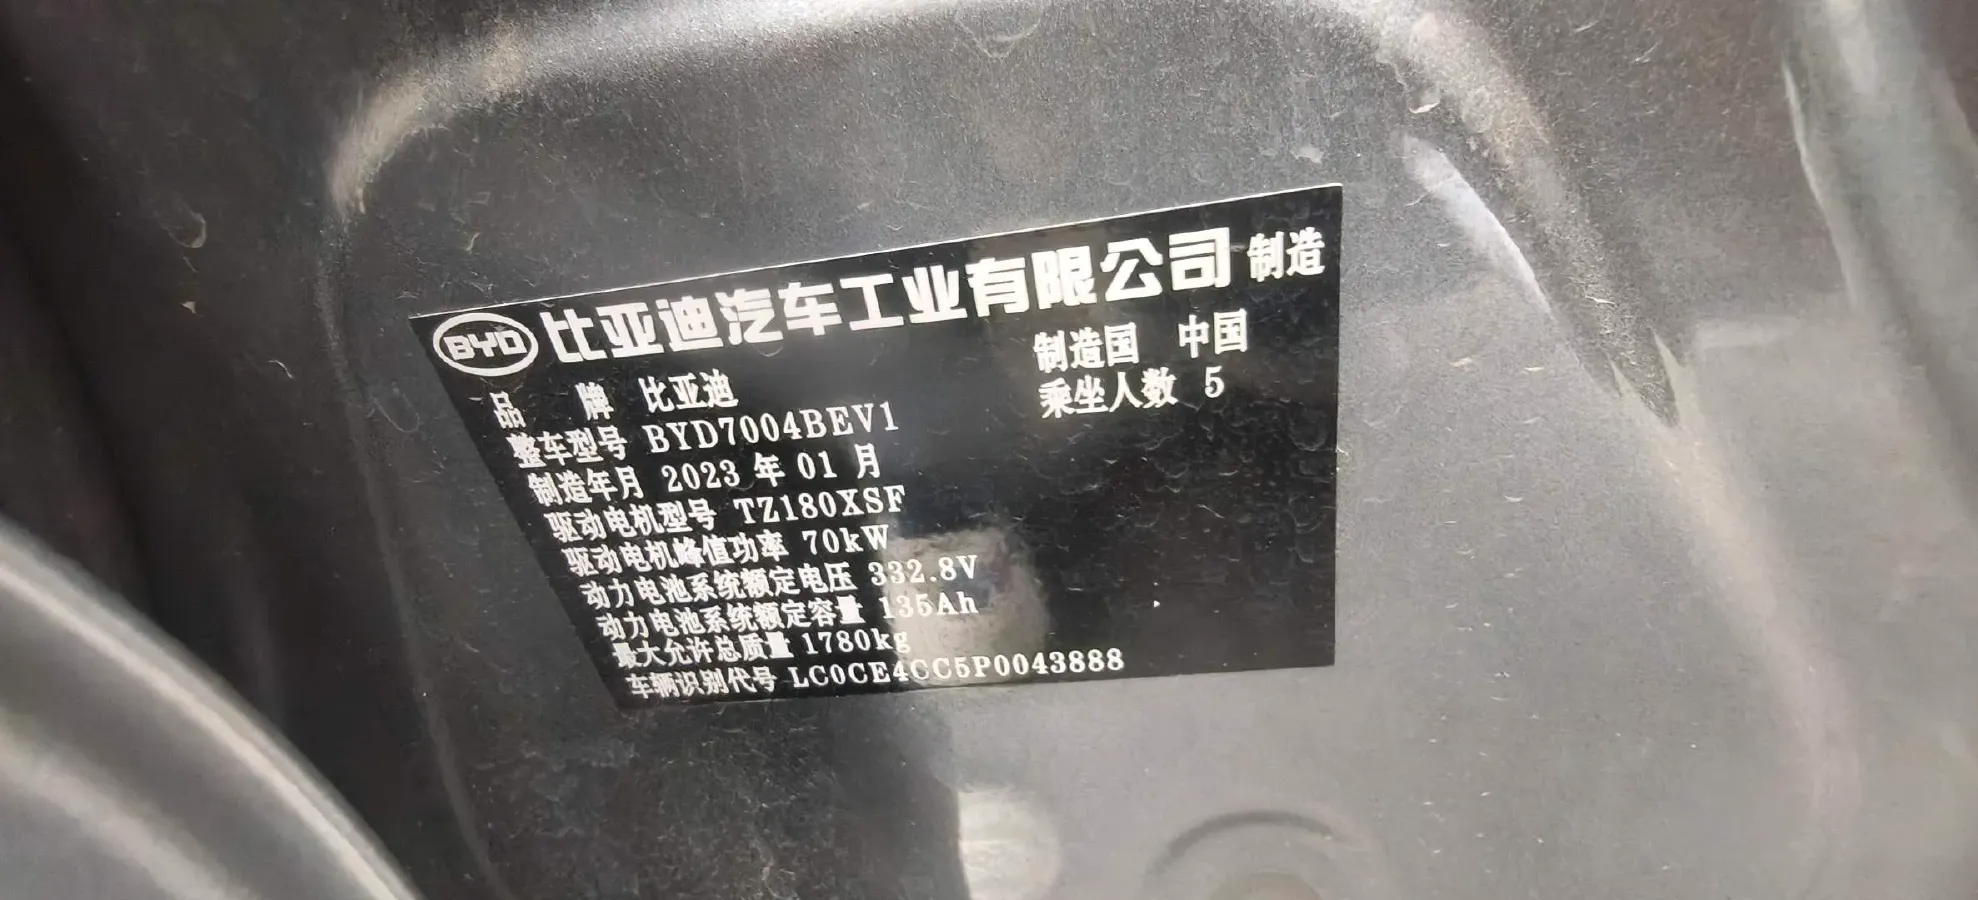 BYD 比亚迪汽车工业有限公司 制造
品 牌 比亚迪 制造国 中国
整车型号 BYD7004BEV1 乘坐人数 5
制造年月 2023 年 01 月
驱动电机型号 TZ180XSF
驱动电机峰值功率 70kW
动力电池系统额定电压 332.8V
动力电池系统额定容量 135Ah
最大允许总质量 1780kg
车辆识别代号 LC0CE4CC5P0043888